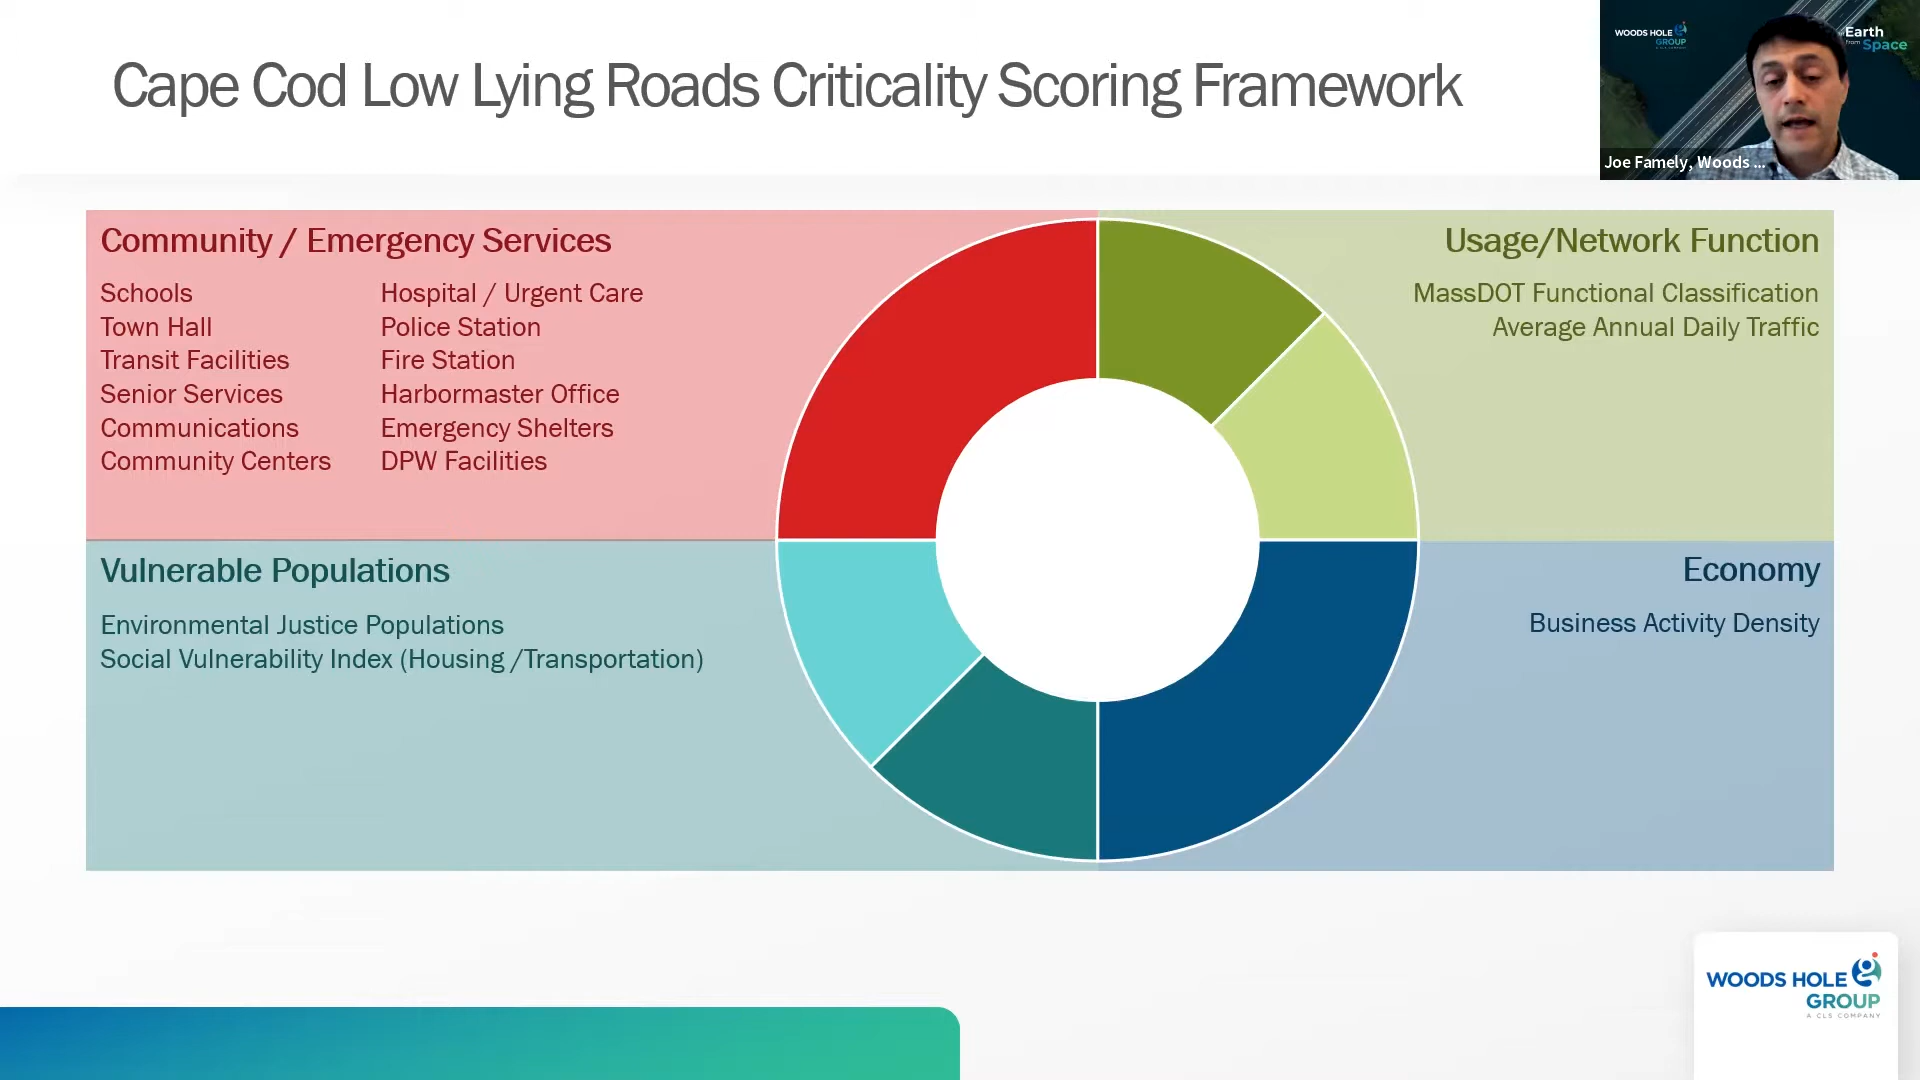 Cape Cod Low Lying Roads Criticality Scoring Framework
WOODS HOLE
GROUP
Earth
from Space
Joe Famely, Woods ...
Community / Emergency Services
Schools
Town Hall
Transit Facilities
Senior Services
Communications
Community Centers
Hospital / Urgent Care
Police Station
Fire Station
Harbormaster Office
Emergency Shelters
DPW Facilities
Usage/Network Function
MassDOT Functional Classification
Average Annual Daily Traffic
Vulnerable Populations
Environmental Justice Populations
Social Vulnerability Index (Housing /Transportation)
Economy
Business Activity Density
WOODS HOLE
GROUP
A CLS COMPANY